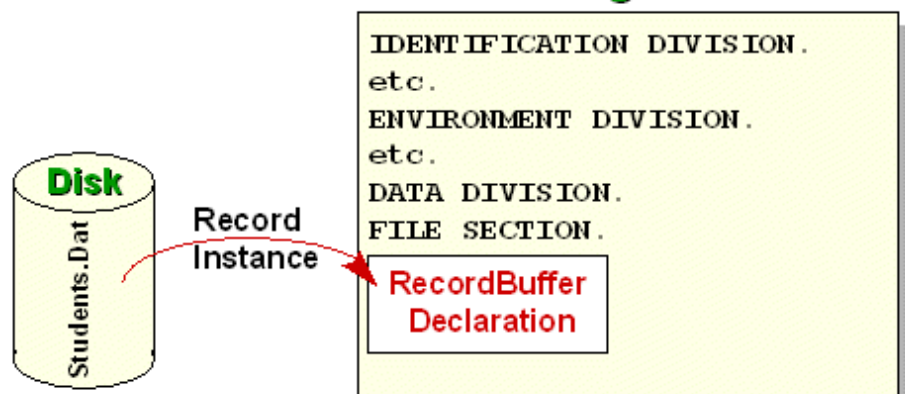 IDENTIFICATION DIVISION.
etc.
ENVIRONMENT DIVISION.
etc.
DATA DIVISION.
FILE SECTION.
RecordBuffer
Declaration
Disk
Students.Dat
Record
Instance